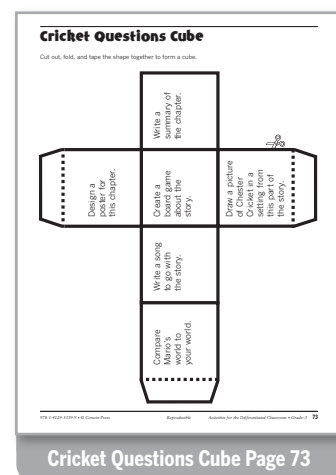 Cricket Questions Cube
Cut out, fold, and tape the shape together to form a cube.
Write a
summary of
the chapter.
Design a
poster for
this chapter.
Create a
board game
about the
story.
Draw a picture
of Chester
Cricket in a
setting from
this part of
the story.
Write a song
to go with
the story.
Compare
Mario's
world to
your world.
Reproducible
Activities for the Differentiated Classroom • Grade 3 73
Cricket Questions Cube Page 73